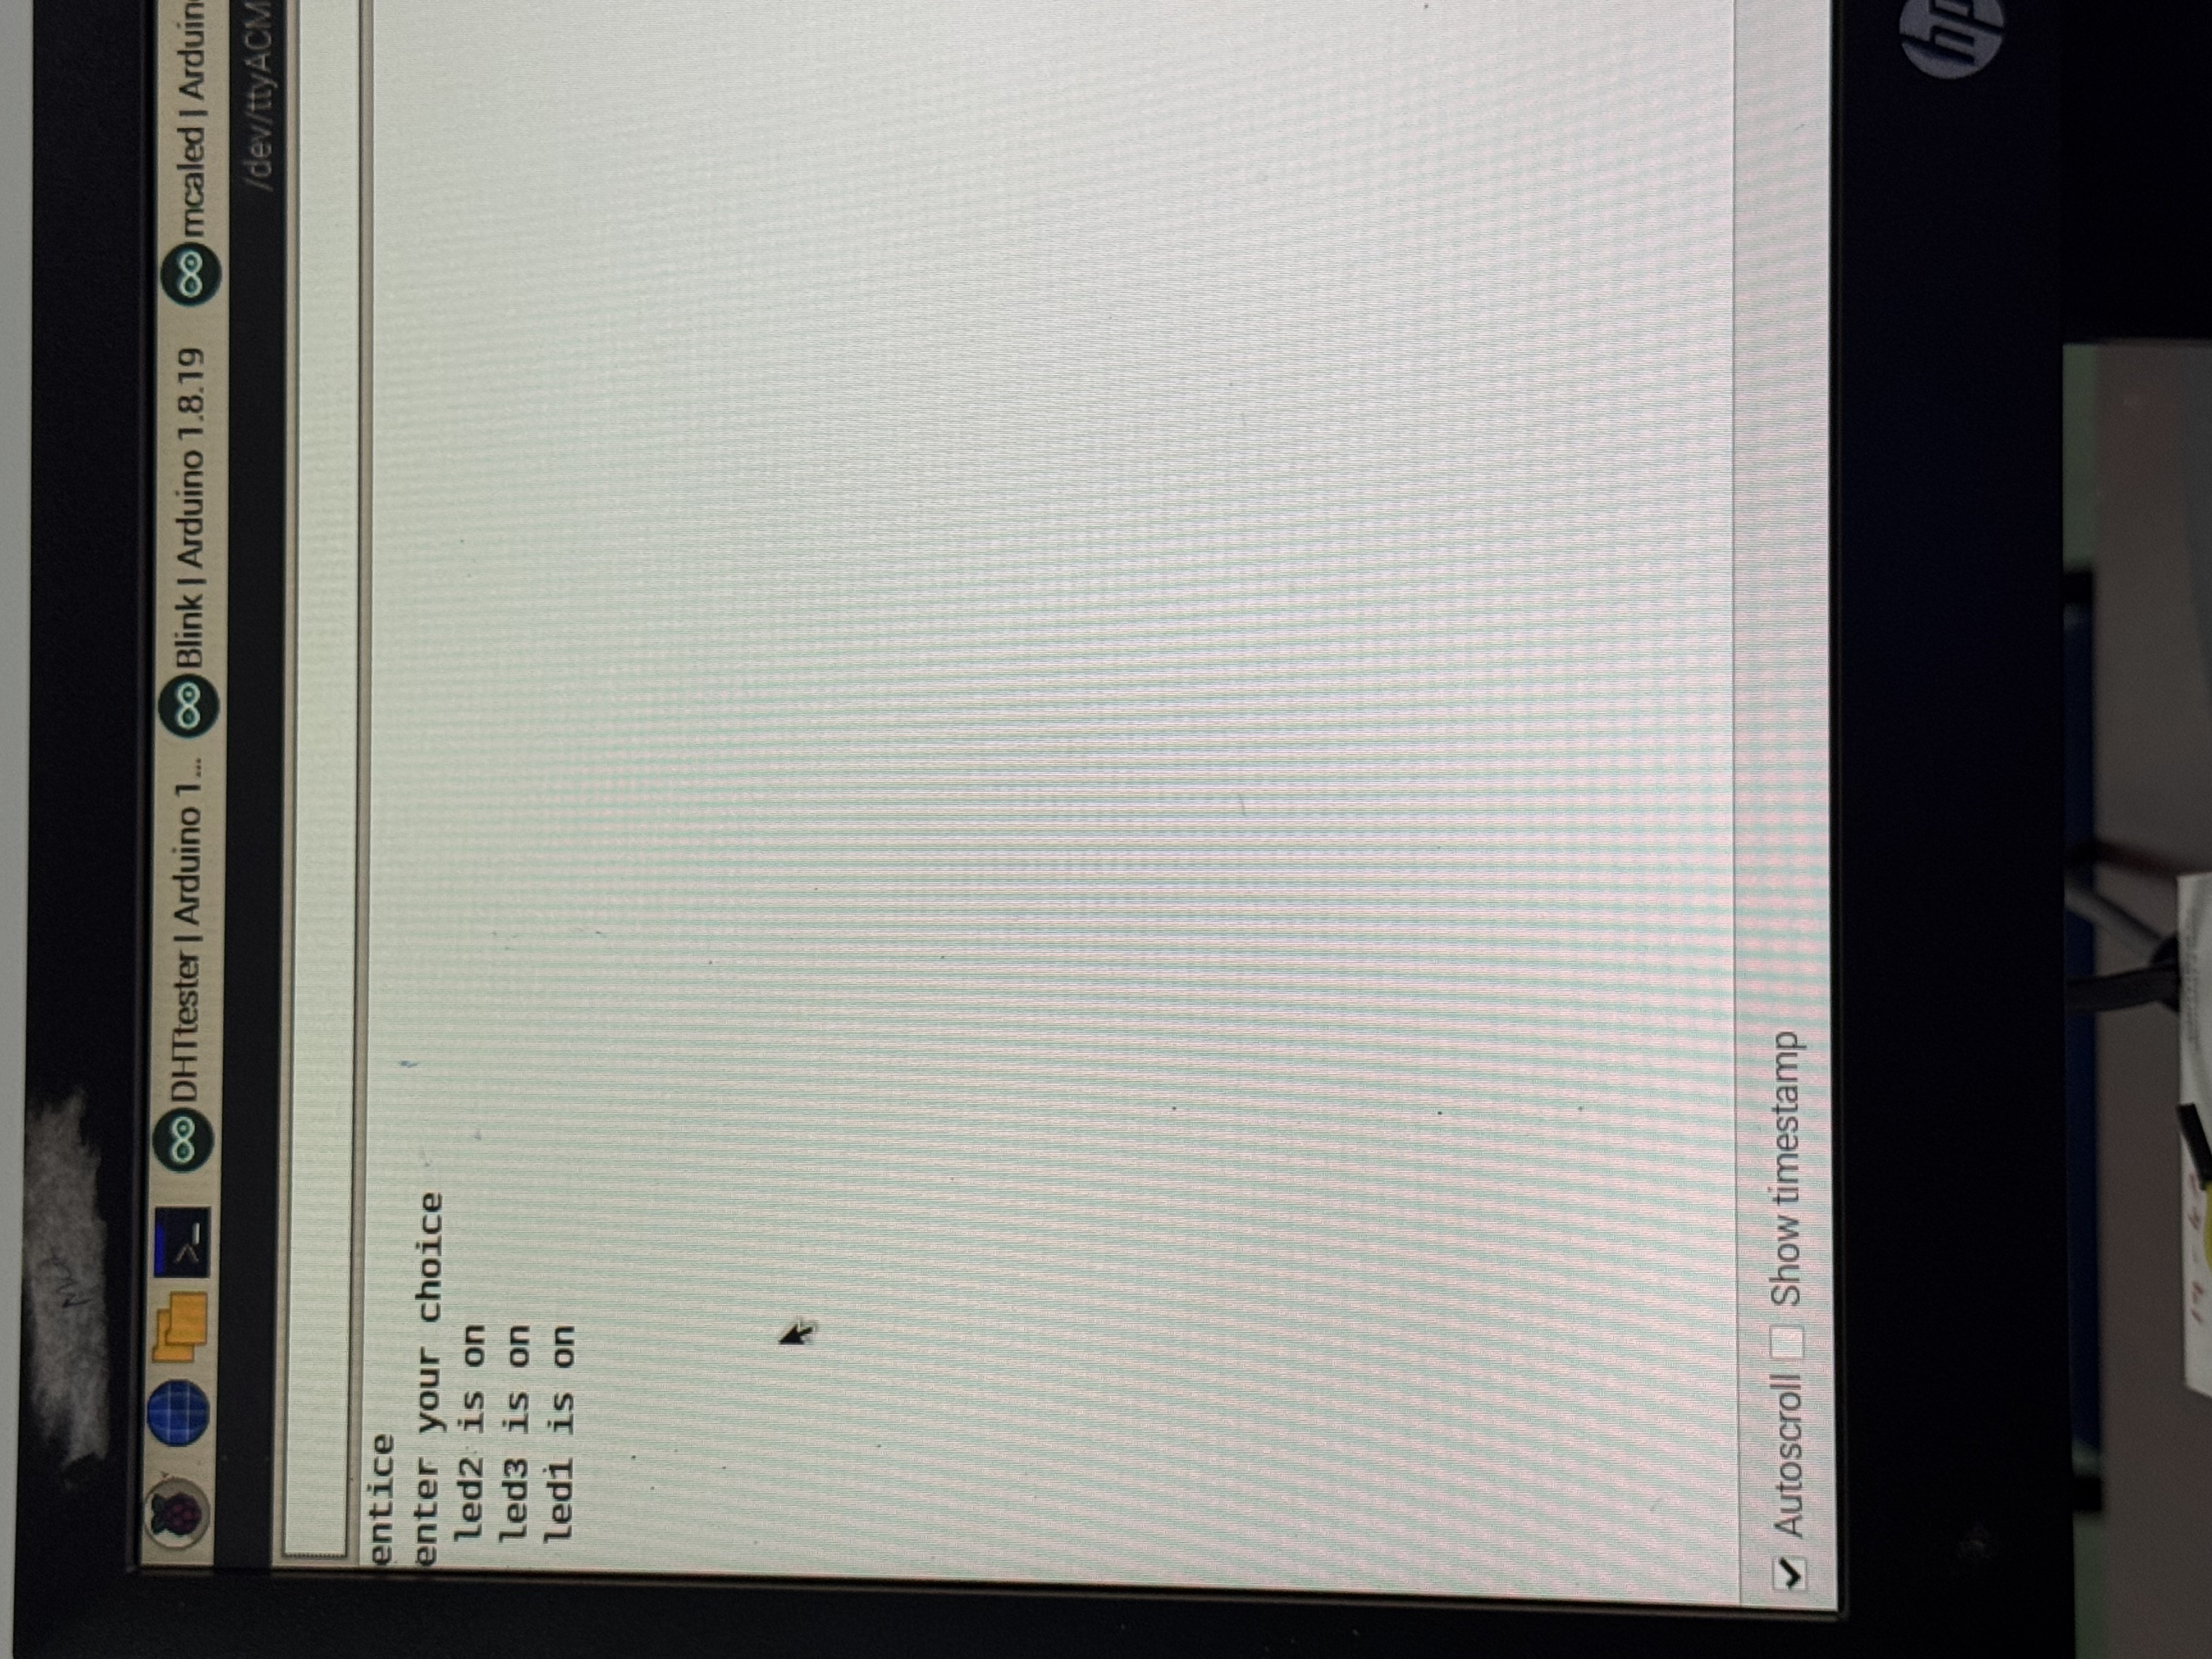 DHTtester | Arduino 1... Blink | Arduino 1.8.19 mcaled | Arduin
/dev/ttyACM
entice
enter your choice
led2 is on
led3 is on
led1 is on
Autoscroll Show timestamp
hp